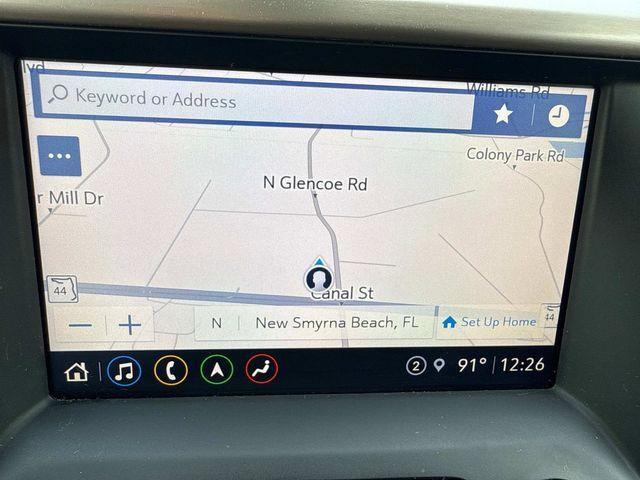 Williams Rd
Keyword or Address
Colony Park Rd
N Glencoe Rd
r Mill Dr
44
Canal St
44
N
New Smyrna Beach, FL
Set Up Home
2
91° 12:26